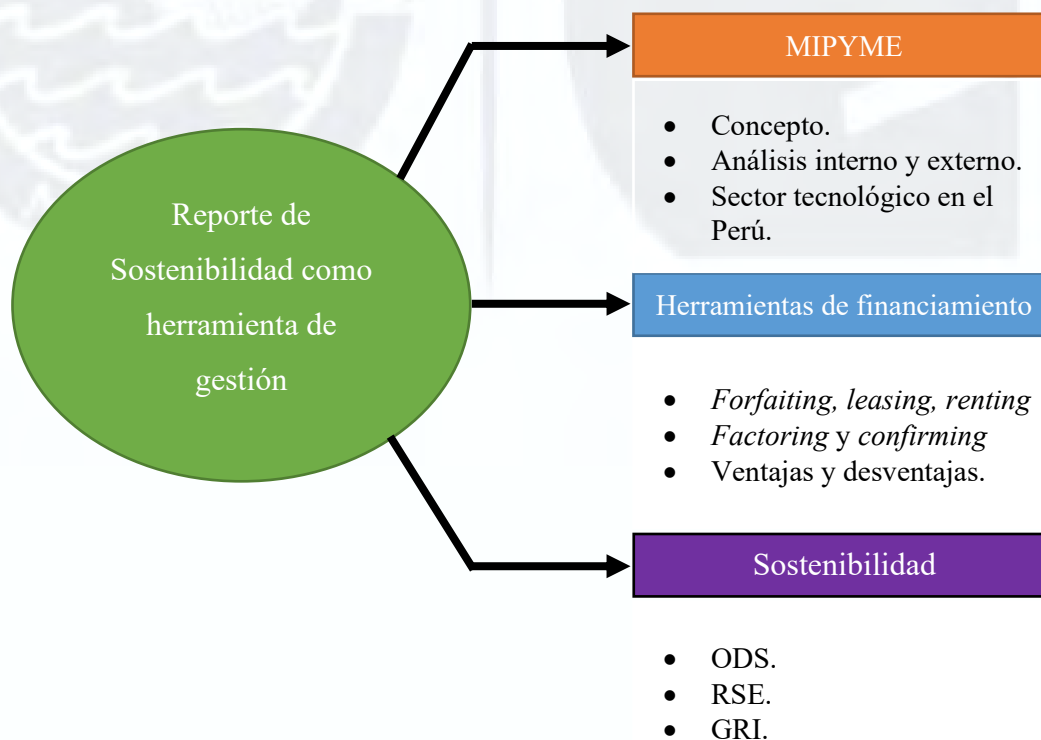 Reporte de
Sostenibilidad como
herramienta de
gestión
MIPYME
• Concepto.
• Análisis interno y externo.
• Sector tecnológico en el
Perú.
Herramientas de financiamiento
• Forfaiting, leasing, renting
• Factoring y confirming
• Ventajas y desventajas.
Sostenibilidad
• ODS.
• RSE.
• GRI.